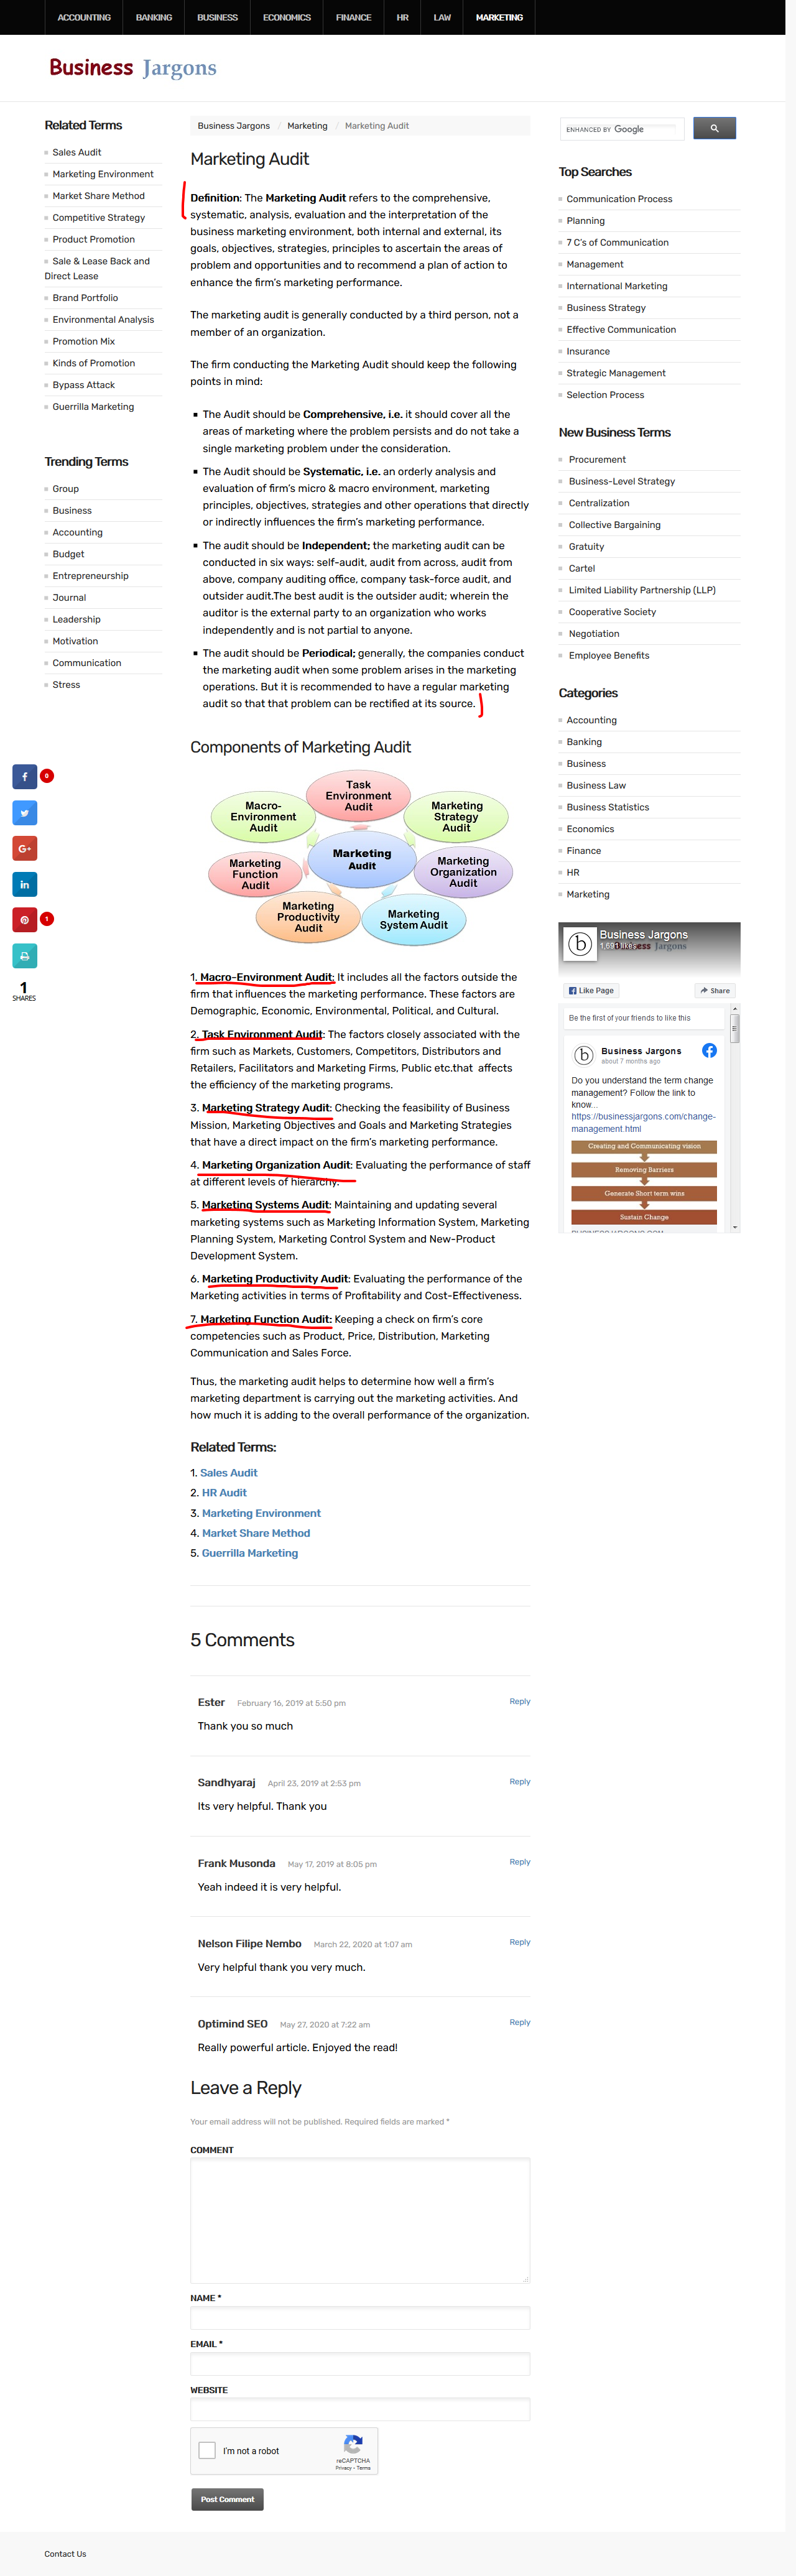 ACCOUNTING BANKING BUSINESS ECONOMICS FINANCE HR LAW MARKETING
Business Jargons
Related Terms
Sales Audit
Marketing Environment
Market Share Method
Competitive Strategy
Product Promotion
Sale & Lease Back and
Direct Lease
Brand Portfolio
Environmental Analysis
Promotion Mix
Kinds of Promotion
Bypass Attack
Guerrilla Marketing
Trending Terms
Group
Business
Accounting
Budget
Entrepreneurship
Journal
Leadership
Motivation
Communication
Stress
0
1
1
SHARES
Business Jargons / Marketing / Marketing Audit
Marketing Audit
Definition: The Marketing Audit refers to the comprehensive,
systematic, analysis, evaluation and the interpretation of the
business marketing environment, both internal and external, its
goals, objectives, strategies, principles to ascertain the areas of
problem and opportunities and to recommend a plan of action to
enhance the firm's marketing performance.
The marketing audit is generally conducted by a third person, not a
member of an organization.
The firm conducting the Marketing Audit should keep the following
points in mind:
The Audit should be Comprehensive, i.e. it should cover all the
areas of marketing where the problem persists and do not take a
single marketing problem under the consideration.
The Audit should be Systematic, i.e. an orderly analysis and
evaluation of firm's micro & macro environment, marketing
principles, objectives, strategies and other operations that directly
or indirectly influences the firm's marketing performance.
The audit should be Independent; the marketing audit can be
conducted in six ways: self-audit, audit from across, audit from
above, company auditing office, company task-force audit, and
outsider audit.The best audit is the outsider audit; wherein the
auditor is the external party to an organization who works
independently and is not partial to anyone.
The audit should be Periodical; generally, the companies conduct
the marketing audit when some problem arises in the marketing
operations. But it is recommended to have a regular marketing
audit so that that problem can be rectified at its source.
Components of Marketing Audit
Task
Environment
Audit
Macro-
Environment
Audit
Marketing
Strategy
Audit
Marketing
Audit
Marketing
Function
Audit
Marketing
Organization
Audit
Marketing
Productivity
Audit
Marketing
System Audit
1. Macro-Environment Audit: It includes all the factors outside the
firm that influences the marketing performance. These factors are
Demographic, Economic, Environmental, Political, and Cultural.
2. Task Environment Audit: The factors closely associated with the
firm such as Markets, Customers, Competitors, Distributors and
Retailers, Facilitators and Marketing Firms, Public etc.that affects
the efficiency of the marketing programs.
3. Marketing Strategy Audit: Checking the feasibility of Business
Mission, Marketing Objectives and Goals and Marketing Strategies
that have a direct impact on the firm's marketing performance.
4. Marketing Organization Audit: Evaluating the performance of staff
at different levels of hierarchy.
5. Marketing Systems Audit: Maintaining and updating several
marketing systems such as Marketing Information System, Marketing
Planning System, Marketing Control System and New-Product
Development System.
6. Marketing Productivity Audit: Evaluating the performance of the
Marketing activities in terms of Profitability and Cost-Effectiveness.
7. Marketing Function Audit: Keeping a check on firm's core
competencies such as Product, Price, Distribution, Marketing
Communication and Sales Force.
Thus, the marketing audit helps to determine how well a firm's
marketing department is carrying out the marketing activities. And
how much it is adding to the overall performance of the organization.
Related Terms:
1. Sales Audit
2. HR Audit
3. Marketing Environment
4. Market Share Method
5. Guerrilla Marketing
5 Comments
Ester February 16, 2019 at 5:50 pm Reply
Thank you so much
Sandhyaraj April 23, 2019 at 2:53 pm Reply
Its very helpful. Thank you
Frank Musonda May 17, 2019 at 8:05 pm Reply
Yeah indeed it is very helpful.
Nelson Filipe Nembo March 22, 2020 at 1:07 am Reply
Very helpful thank you very much.
Optimind SEO May 27, 2020 at 7:22 am Reply
Really powerful article. Enjoyed the read!
Leave a Reply
Your email address will not be published. Required fields are marked *
COMMENT
NAME *
EMAIL *
WEBSITE
I'm not a robot
reCAPTCHA
Privacy - Terms
Post Comment
ENHANCED BY Google
Top Searches
Communication Process
Planning
7 C's of Communication
Management
International Marketing
Business Strategy
Effective Communication
Insurance
Strategic Management
Selection Process
New Business Terms
Procurement
Business-Level Strategy
Centralization
Collective Bargaining
Gratuity
Cartel
Limited Liability Partnership (LLP)
Cooperative Society
Negotiation
Employee Benefits
Categories
Accounting
Banking
Business
Business Law
Business Statistics
Economics
Finance
HR
Marketing
b Business Jargons
Jargons
Like Page Share
Be the first of your friends to like this
b Business Jargons
about 7 months ago
Do you understand the term change
management? Follow the link to
know...
https://businessjargons.com/change-
management.html
Creating and Communicating vision
Removing Barriers
Generate Short term wins
Sustain Change
Contact Us